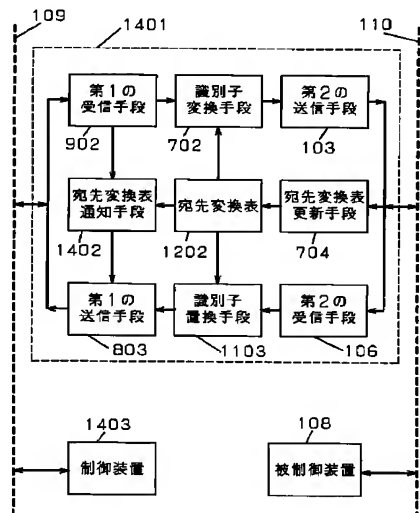 109
1401
110
第1の
受信手段
識別子
変換手段
第2の
送信手段
902
702
103
宛先変換表
通知手段
宛先変換表
宛先変換表
更新手段
1402
1202
704
第1の
送信手段
識別子
置換手段
第2の
受信手段
803
1103
106
1403
108
制御装置
被制御装置